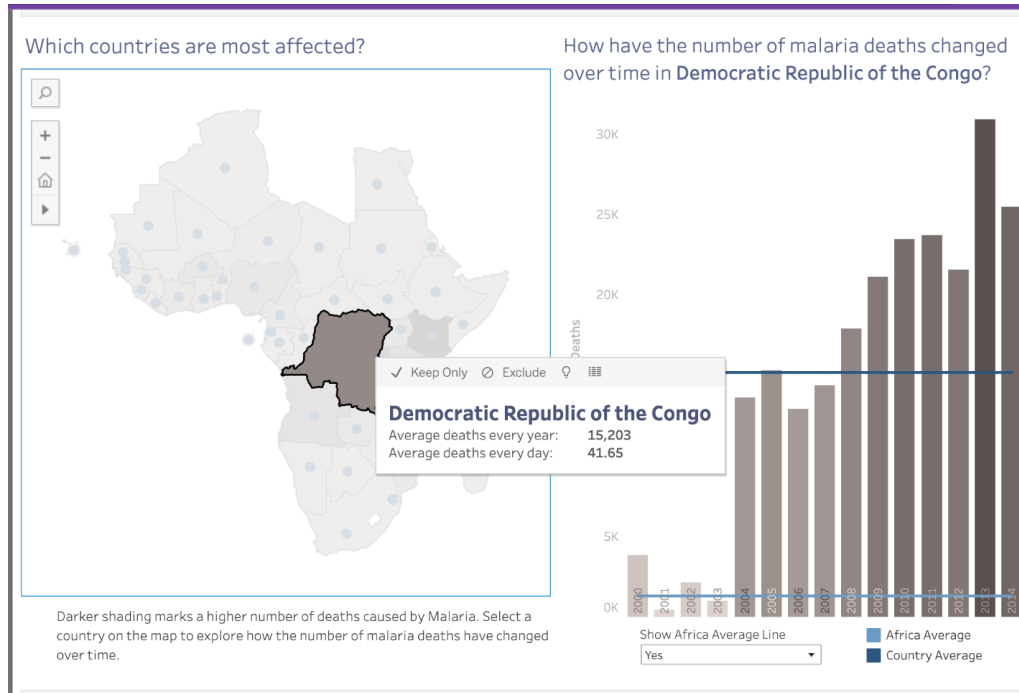 Which countries are most affected?
How have the number of malaria deaths changed
over time in Democratic Republic of the Congo?
30K
25K
20K
Deaths
Keep Only Exclude
Democratic Republic of the Congo
Average deaths every year: 15,203
Average deaths every day: 41.65
5K
0K
2000
2001
2002
2003
2004
2005
2006
2007
2008
2009
2010
2011
2012
2013
2014
Darker shading marks a higher number of deaths caused by Malaria. Select a
country on the map to explore how the number of malaria deaths have changed
over time.
Show Africa Average Line
Yes
Africa Average
Country Average